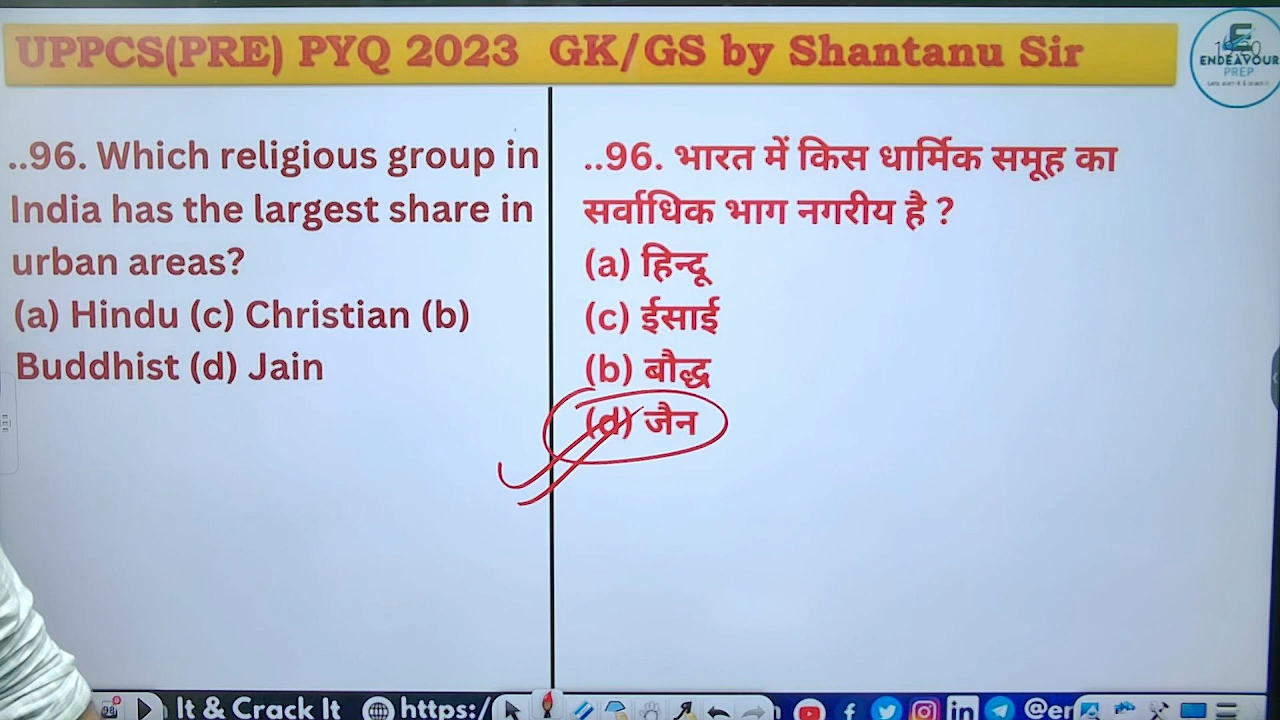 UPPCS(PRE) PYQ 2023 GK/GS by Shantanu Sir
ENDEAVOUR
PREP
..96. Which religious group in
India has the largest share in
urban areas?
(a) Hindu (c) Christian (b)
Buddhist (d) Jain
..96. भारत में किस धार्मिक समूह का
सर्वाधिक भाग नगरीय है ?
(a) हिन्दू
(c) ईसाई
(b) बौद्ध
(d) जैन
It & Crack It https:/ @er